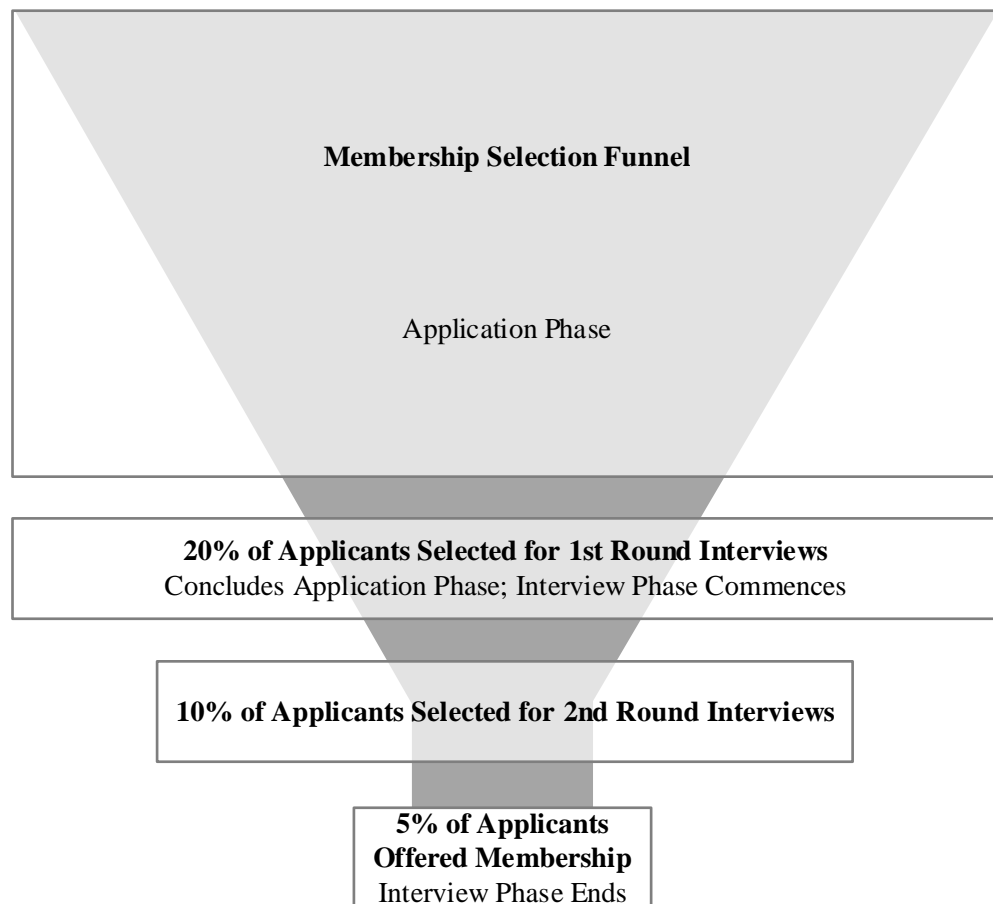 Membership Selection Funnel
Application Phase
20% of Applicants Selected for 1st Round Interviews
Concludes Application Phase; Interview Phase Commences
10% of Applicants Selected for 2nd Round Interviews
5% of Applicants
Offered Membership
Interview Phase Ends